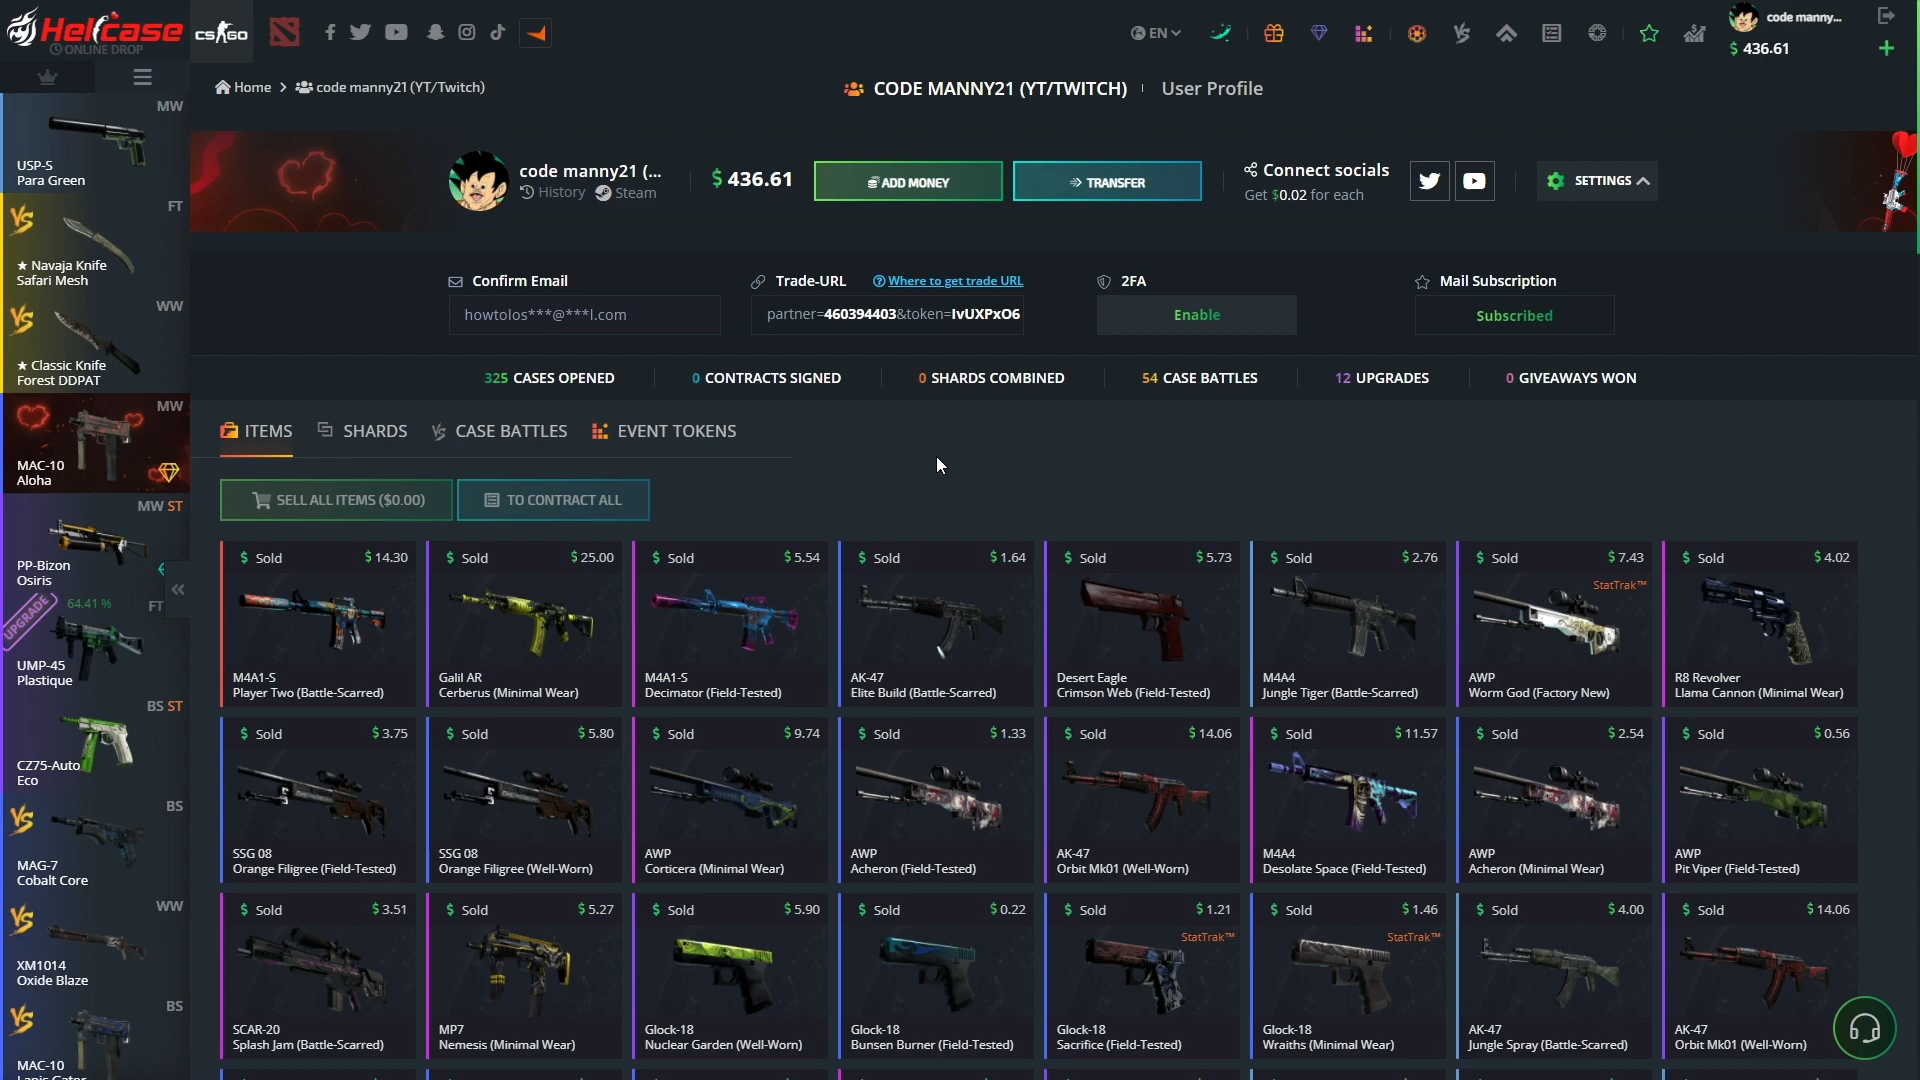 HellCase
ONLINE DROP
CS GO
EN
code manny...
$ 436.61
Home > code manny21 (YT/Twitch)
CODE MANNY21 (YT/TWITCH) User Profile
code manny21 (...
History Steam
$ 436.61
ADD MONEY
TRANSFER
Connect socials
Get $0.02 for each
SETTINGS
Confirm Email
howtolos***@***l.com
Trade-URL Where to get trade URL
partner=460394403&token=IvUXPxO6
2FA
Enable
Mail Subscription
Subscribed
325 CASES OPENED
0 CONTRACTS SIGNED
0 SHARDS COMBINED
54 CASE BATTLES
12 UPGRADES
0 GIVEAWAYS WON
ITEMS SHARDS CASE BATTLES EVENT TOKENS
SELL ALL ITEMS ($0.00)
TO CONTRACT ALL
MW
USP-S
Para Green
VS FT
★ Navaja Knife
Safari Mesh
VS WW
★ Classic Knife
Forest DDPAT
MW
MAC-10
Aloha
MW ST
PP-Bizon
Osiris
UPGRADE 64.41 % FT
UMP-45
Plastique
BS ST
CZ75-Auto
Eco
VS BS
MAG-7
Cobalt Core
VS WW
XM1014
Oxide Blaze
VS BS
MAC-10
$ Sold $ 14.30
M4A1-S
Player Two (Battle-Scarred)
$ Sold $ 25.00
Galil AR
Cerberus (Minimal Wear)
$ Sold $ 5.54
M4A1-S
Decimator (Field-Tested)
$ Sold $ 1.64
AK-47
Elite Build (Battle-Scarred)
$ Sold $ 5.73
Desert Eagle
Crimson Web (Field-Tested)
$ Sold $ 2.76
M4A4
Jungle Tiger (Battle-Scarred)
$ Sold $ 7.43
StatTrak™
AWP
Worm God (Factory New)
$ Sold $ 4.02
R8 Revolver
Llama Cannon (Minimal Wear)
$ Sold $ 3.75
SSG 08
Orange Filigree (Field-Tested)
$ Sold $ 5.80
SSG 08
Orange Filigree (Well-Worn)
$ Sold $ 9.74
AWP
Corticera (Minimal Wear)
$ Sold $ 1.33
AWP
Acheron (Field-Tested)
$ Sold $ 14.06
AK-47
Orbit Mk01 (Well-Worn)
$ Sold $ 11.57
M4A4
Desolate Space (Field-Tested)
$ Sold $ 2.54
AWP
Acheron (Minimal Wear)
$ Sold $ 0.56
AWP
Pit Viper (Field-Tested)
$ Sold $ 3.51
SCAR-20
Splash Jam (Battle-Scarred)
$ Sold $ 5.27
MP7
Nemesis (Minimal Wear)
$ Sold $ 5.90
Glock-18
Nuclear Garden (Well-Worn)
$ Sold $ 0.22
Glock-18
Bunsen Burner (Field-Tested)
$ Sold $ 1.21
StatTrak™
Glock-18
Sacrifice (Field-Tested)
$ Sold $ 1.46
StatTrak™
Glock-18
Wraiths (Minimal Wear)
$ Sold $ 4.00
AK-47
Jungle Spray (Battle-Scarred)
$ Sold $ 14.06
AK-47
Orbit Mk01 (Well-Worn)